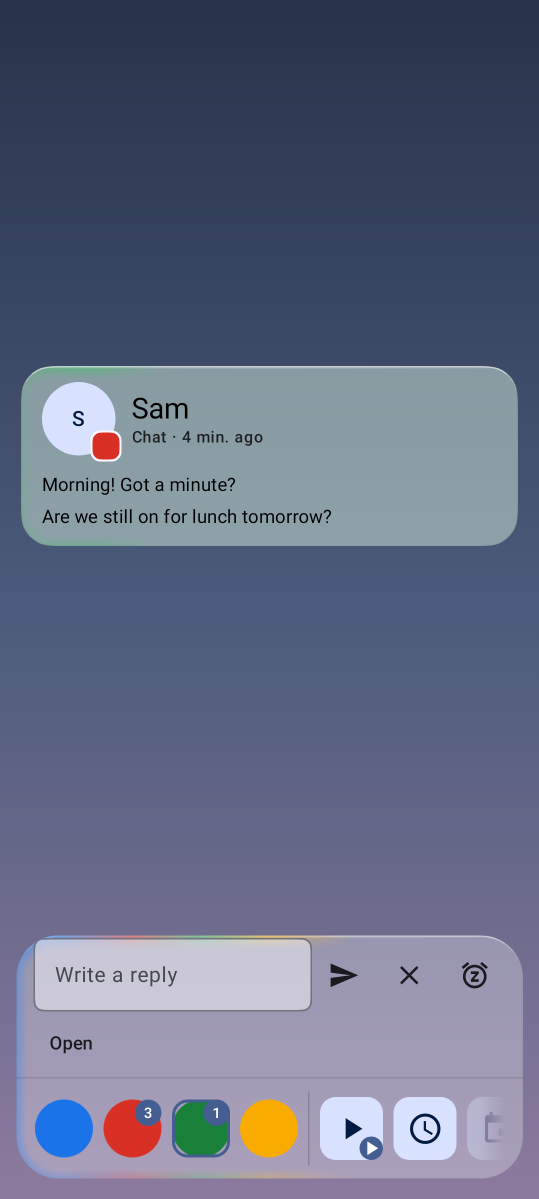 S
Sam
Chat · 4 min. ago
Morning! Got a minute?
Are we still on for lunch tomorrow?
Write a reply
Open
3
1